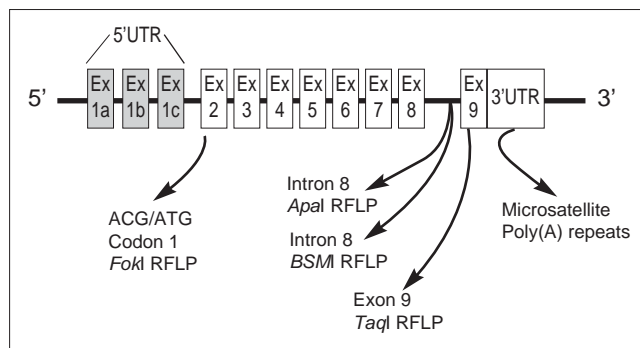 5'UTR
5'
Ex 1a
Ex 1b
Ex 1c
Ex 2
Ex 3
Ex 4
Ex 5
Ex 6
Ex 7
Ex 8
Ex 9
3'UTR
3'
ACG/ATG
Codon 1
FokI RFLP
Intron 8
ApaI RFLP
Intron 8
BSMI RFLP
Exon 9
TaqI RFLP
Microsatellite
Poly(A) repeats